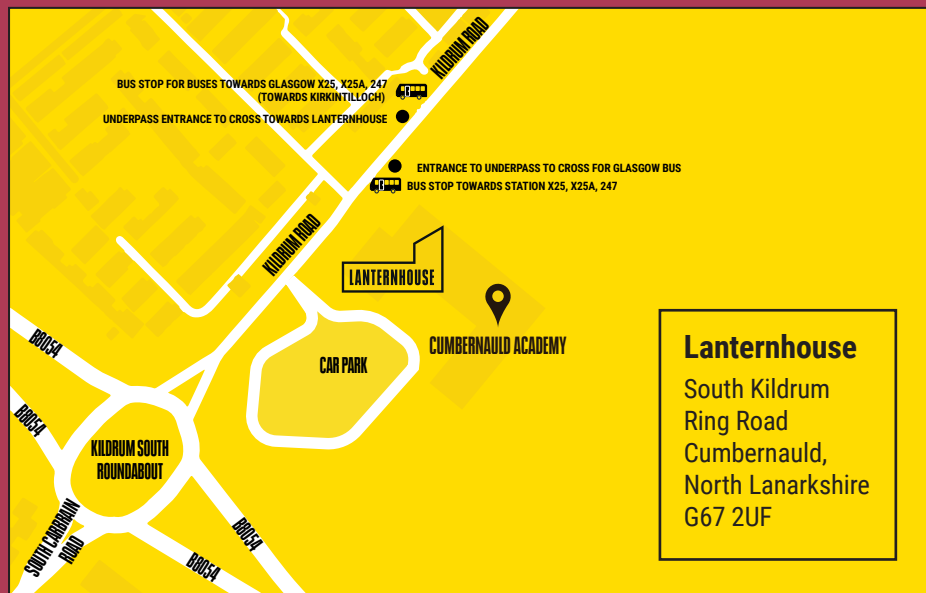 KILDRUM ROAD
BUS STOP FOR BUSES TOWARDS GLASGOW X25, X25A, 247
(TOWARDS KIRKINTILLOCH)
UNDERPASS ENTRANCE TO CROSS TOWARDS LANTERNHOUSE
ENTRANCE TO UNDERPASS TO CROSS FOR GLASGOW BUS
BUS STOP TOWARDS STATION X25, X25A, 247
KILDRUM ROAD
LANTERNHOUSE
CUMBERNAULD ACADEMY
CAR PARK
B8054
B8054
KILDRUM SOUTH
ROUNDABOUT
SOUTH CARBRAIN
ROAD
B8054
B8054
Lanternhouse
South Kildrum
Ring Road
Cumbernauld,
North Lanarkshire
G67 2UF